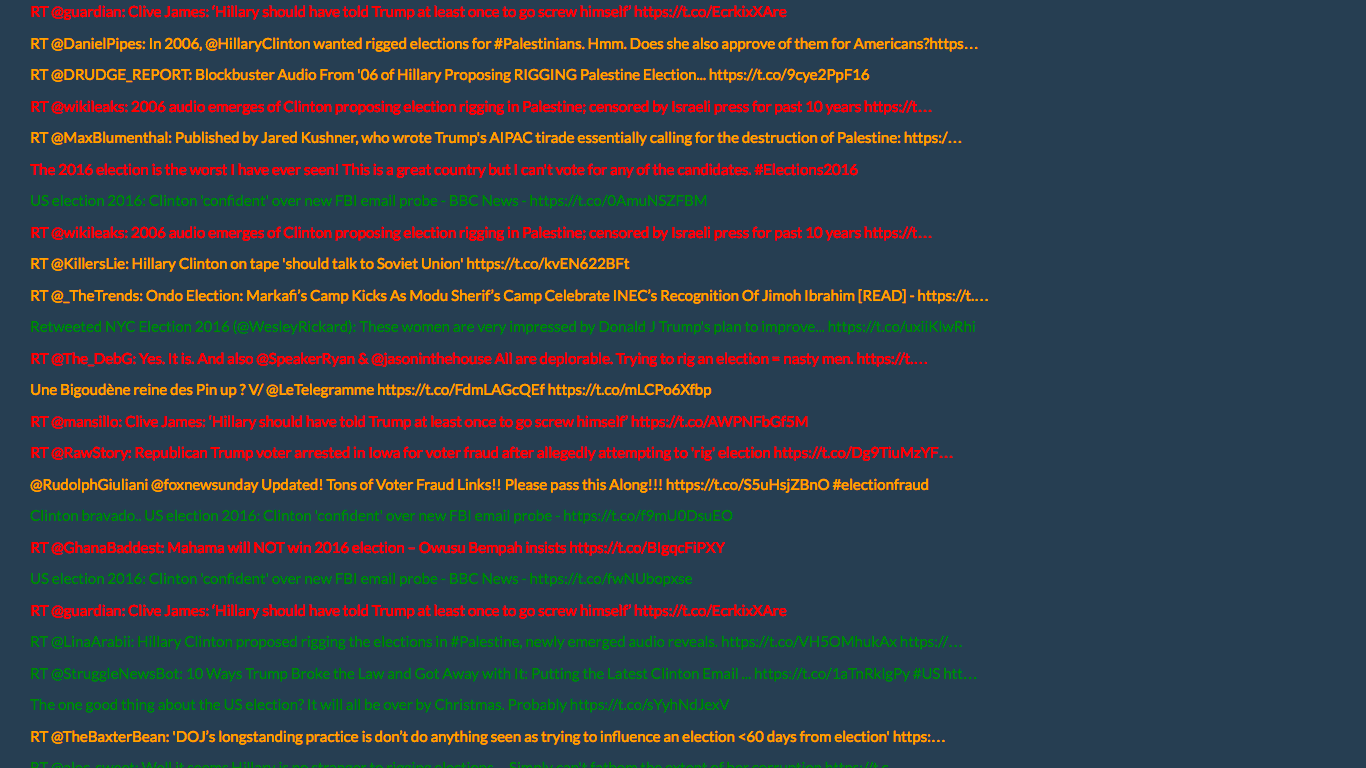 RT @guardian: Clive James: ‘Hillary should have told Trump at least once to go screw himself’ https://t.co/EcrkixXAre
RT @DanielPipes: In 2006, @HillaryClinton wanted rigged elections for #Palestinians. Hmm. Does she also approve of them for Americans?https…
RT @DRUDGE_REPORT: Blockbuster Audio From '06 of Hillary Proposing RIGGING Palestine Election... https://t.co/9cye2PpF16
RT @wikileaks: 2006 audio emerges of Clinton proposing election rigging in Palestine; censored by Israeli press for past 10 years https://t…
RT @MaxBlumenthal: Published by Jared Kushner, who wrote Trump's AIPAC tirade essentially calling for the destruction of Palestine: https:/…
The 2016 election is the worst I have ever seen! This is a great country but I can't vote for any of the candidates. #Elections2016
US election 2016: Clinton 'confident' over new FBI email probe - BBC News - https://t.co/0AmuNSZFBM
RT @wikileaks: 2006 audio emerges of Clinton proposing election rigging in Palestine; censored by Israeli press for past 10 years https://t…
RT @KillersLie: Hillary Clinton on tape 'should talk to Soviet Union' https://t.co/kvEN622BFt
RT @_TheTrends: Ondo Election: Markafi’s Camp Kicks As Modu Sherif’s Camp Celebrate INEC’s Recognition Of Jimoh Ibrahim [READ] - https://t.…
Retweeted NYC Election 2016 (@WesleyRickard): These women are very impressed by Donald J Trump's plan to improve... https://t.co/uxiiKiwRhi
RT @The_DebG: Yes. It is. And also @SpeakerRyan & @jasoninthehouse All are deplorable. Trying to rig an election = nasty men. https://t.…
Une Bigoudène reine des Pin up ? V/ @LeTelegramme https://t.co/FdmLAGcQEf https://t.co/mLCPo6Xfbp
RT @mansillo: Clive James: ‘Hillary should have told Trump at least once to go screw himself’ https://t.co/AWPNFbGf5M
RT @RawStory: Republican Trump voter arrested in Iowa for voter fraud after allegedly attempting to 'rig' election https://t.co/Dg9TluMzYF…
@RudolphGiuliani @foxnewsunday Updated! Tons of Voter Fraud Links!! Please pass this Along!!! https://t.co/S5uHsjZBnO #electionfraud
Clinton bravado.. US election 2016: Clinton 'confident' over new FBI email probe - https://t.co/f9mU0DsuEO
RT @GhanaBaddest: Mahama will NOT win 2016 election – Owusu Bempah insists https://t.co/BIgqcFiPXY
US election 2016: Clinton 'confident' over new FBI email probe - BBC News - https://t.co/fwNUbopxse
RT @guardian: Clive James: ‘Hillary should have told Trump at least once to go screw himself’ https://t.co/EcrkixXAre
RT @LinaArabii: Hillary Clinton proposed rigging the elections in #Palestine, newly emerged audio reveals. https://t.co/VH5OMhukAx https://…
RT @StruggleNewsBot: 10 Ways Trump Broke the Law and Got Away with It: Putting the Latest Clinton Email ... https://t.co/1aTnRkIgPy #US htt…
The one good thing about the US election? It will all be over by Christmas. Probably https://t.co/sYyhNdJexV
RT @TheBaxterBean: 'DOJ’s longstanding practice is don’t do anything seen as trying to influence an election <60 days from election' https:…
Well it seems Hillary is no stranger to rigging elections... Simply can't fathom the extent of her corruption